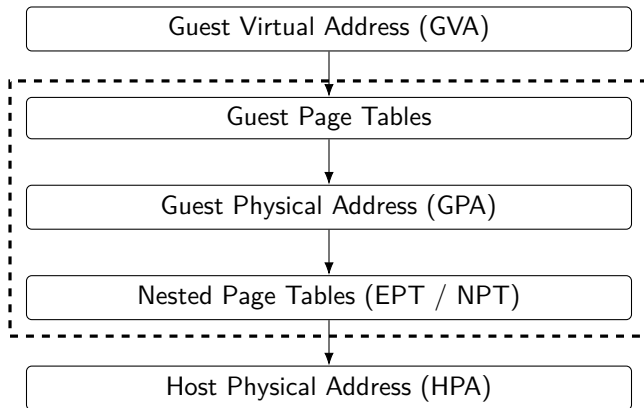 Guest Virtual Address (GVA)
Guest Page Tables
Guest Physical Address (GPA)
Nested Page Tables (EPT / NPT)
Host Physical Address (HPA)